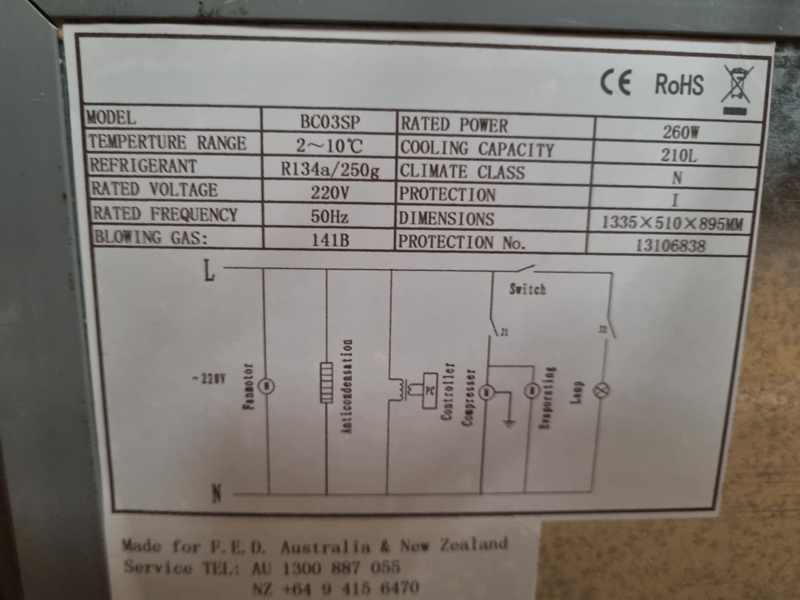 CE RoHS
MODEL BC03SP RATED POWER 260W
TEMPERTURE RANGE 2~10℃ COOLING CAPACITY 210L
REFRIGERANT R134a/250g CLIMATE CLASS N
RATED VOLTAGE 220V PROTECTION I
RATED FREQUENCY 50Hz DIMENSIONS 1335×510×895MM
BLOWING GAS: 141B PROTECTION No. 13106838
L
Switch
J1
J2
~220V
Fanmotor
M
Anticondensation
PC
Controller
Compressor
M
Evaporating
M
Lamp
N
Made for F.E.D. Australia & New Zealand
Service TEL: AU 1300 887 055
NZ +64 9 415 6470